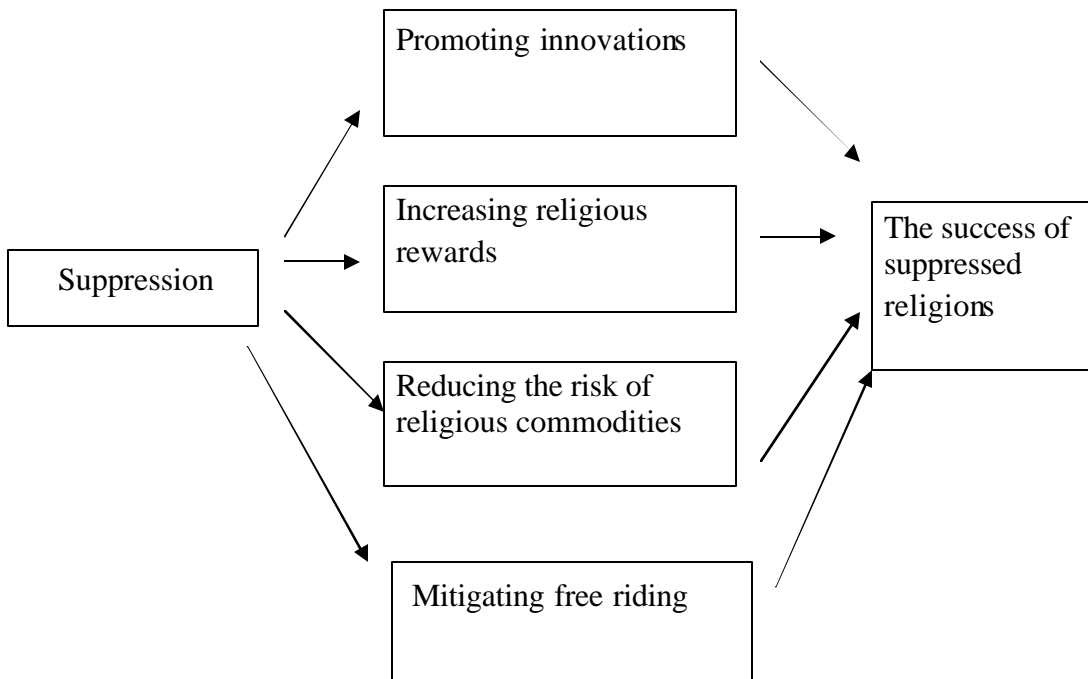 Promoting innovations
Increasing religious
rewards
Suppression
The success of
suppressed
religions
Reducing the risk of
religious commodities
Mitigating free riding